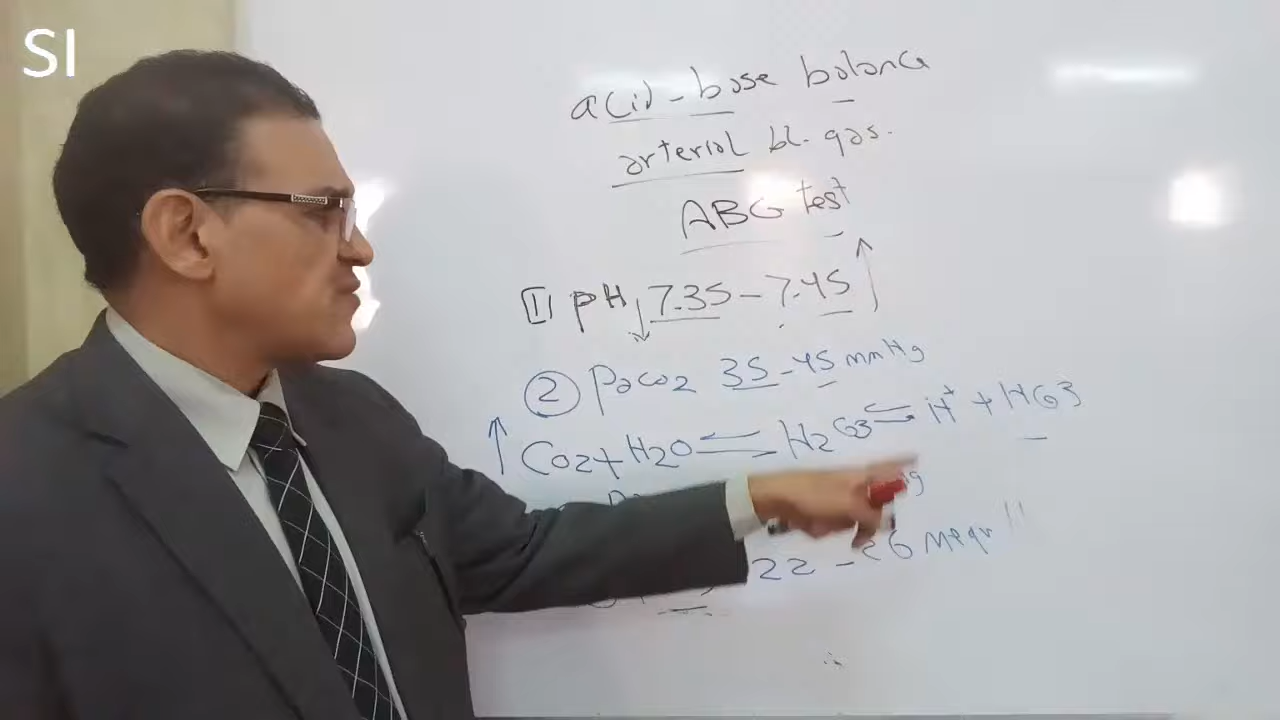 SI
acid-base balance
arterial bl. gas.
ABG test
[1] pH ↓ 7.35 - 7.45 ↑
② PaCO2 35-45 mmHg
↑ CO2 + H2O ⇌ H2CO3 ⇌ H+ + HCO3
22 - 26 meqv / l